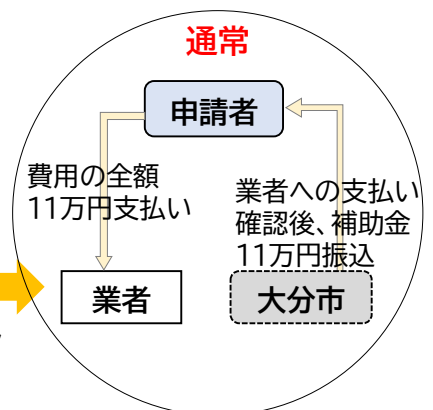 通常
申請者
費用の全額
11万円支払い
業者への支払い
確認後、補助金
11万円振込
業者
大分市